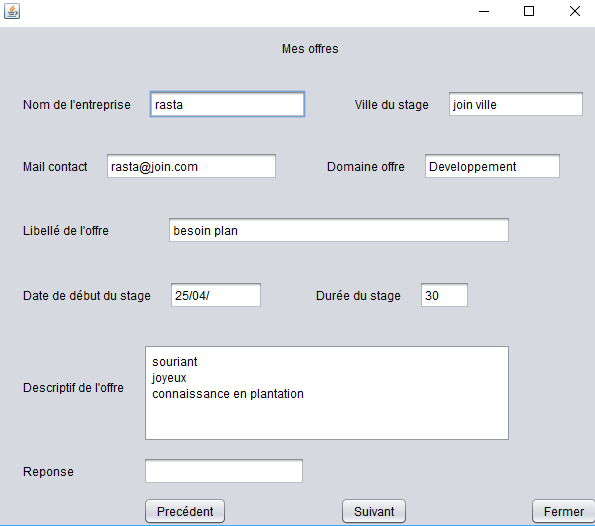 Mes offres
Nom de l'entreprise rasta Ville du stage join ville
Mail contact rasta@join.com Domaine offre Developpement
Libellé de l'offre besoin plan
Date de début du stage 25/04/ Durée du stage 30
souriant
joyeux
Descriptif de l'offre connaissance en plantation
Reponse
Precédent Suivant Fermer